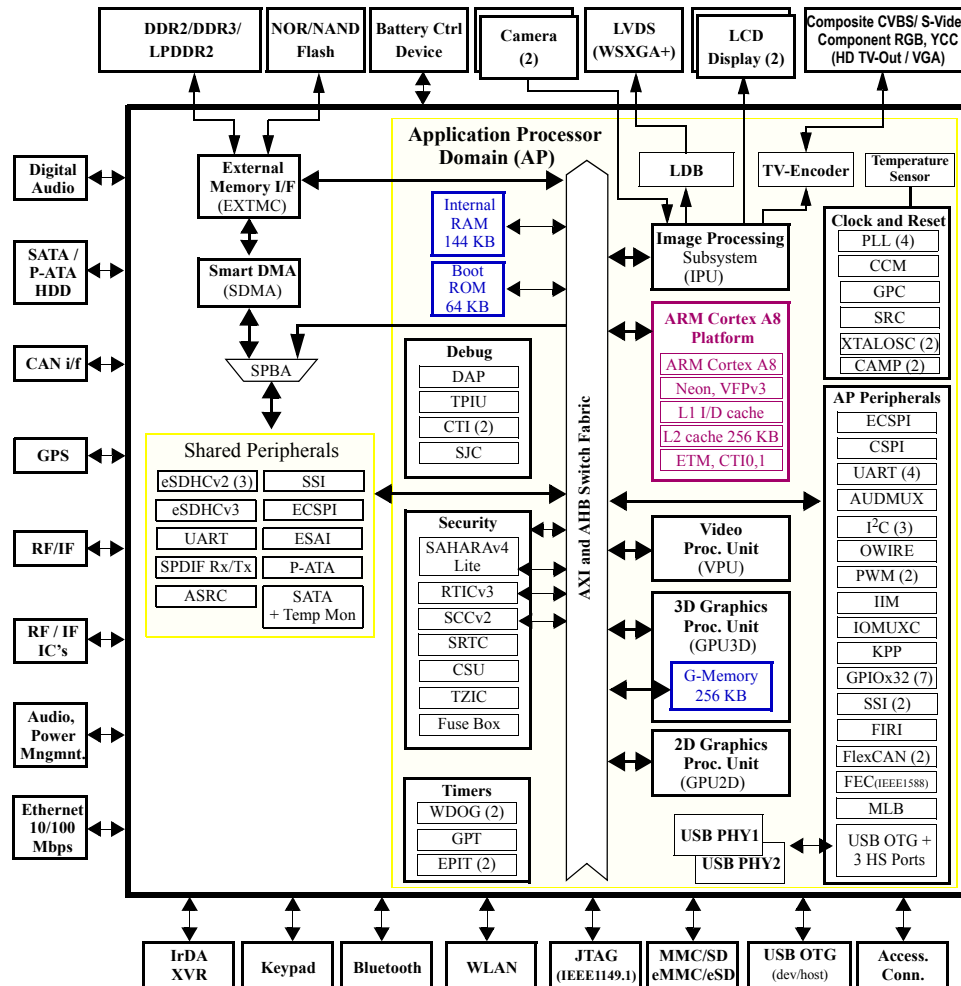 DDR2/DDR3/
LPDDR2
NOR/NAND
Flash
Battery Ctrl
Device
Camera
(2)
LVDS
(WSXGA+)
LCD
Display (2)
Composite CVBS/ S-Video
Component RGB, YCC
(HD TV-Out / VGA)
Digital
Audio
SATA /
P-ATA
HDD
CAN i/f
GPS
RF/IF
RF / IF
IC's
Audio,
Power
Mngmnt.
Ethernet
10/100
Mbps
External
Memory I/F
(EXTMC)
Smart DMA
(SDMA)
SPBA
Shared Peripherals
eSDHCv2 (3)
SSI
eSDHCv3
ECSPI
UART
ESAI
SPDIF Rx/Tx
P-ATA
ASRC
SATA
+ Temp Mon
Application Processor
Domain (AP)
Internal
RAM
144 KB
Boot
ROM
64 KB
Debug
DAP
TPIU
CTI (2)
SJC
Security
SAHARAv4
Lite
RTICv3
SCCv2
SRTC
CSU
TZIC
Fuse Box
Timers
WDOG (2)
GPT
EPIT (2)
AXI and AHB Switch Fabric
LDB
TV-Encoder
Image Processing
Subsystem
(IPU)
ARM Cortex A8
Platform
ARM Cortex A8
Neon, VFPv3
L1 I/D cache
L2 cache 256 KB
ETM, CTI0,1
Video
Proc. Unit
(VPU)
3D Graphics
Proc. Unit
(GPU3D)
G-Memory
256 KB
2D Graphics
Proc. Unit
(GPU2D)
USB PHY1
USB PHY2
Temperature
Sensor
Clock and Reset
PLL (4)
CCM
GPC
SRC
XTALOSC (2)
CAMP (2)
AP Peripherals
ECSPI
CSPI
UART (4)
AUDMUX
I²C (3)
OWIRE
PWM (2)
IIM
IOMUXC
KPP
GPIOx32 (7)
SSI (2)
FIRI
FlexCAN (2)
FEC(IEEE1588)
MLB
USB OTG +
3 HS Ports
IrDA
XVR
Keypad
Bluetooth
WLAN
JTAG
(IEEE1149.1)
MMC/SD
eMMC/eSD
USB OTG
(dev/host)
Access.
Conn.